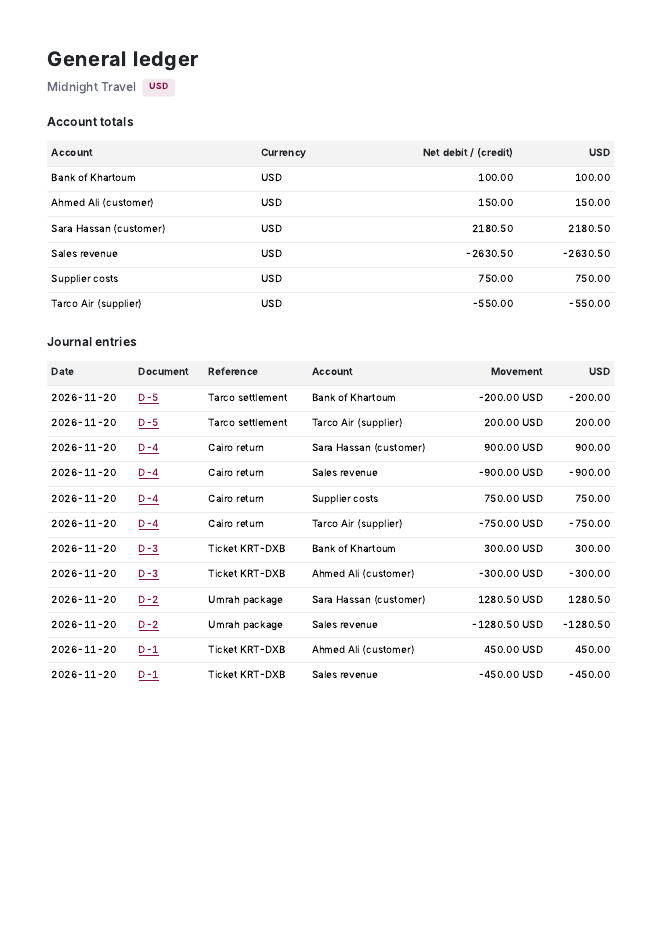 General ledger
Midnight Travel USD
Account totals
Account Currency Net debit / (credit) USD
Bank of Khartoum USD 100.00 100.00
Ahmed Ali (customer) USD 150.00 150.00
Sara Hassan (customer) USD 2180.50 2180.50
Sales revenue USD -2630.50 -2630.50
Supplier costs USD 750.00 750.00
Tarco Air (supplier) USD -550.00 -550.00
Journal entries
Date Document Reference Account Movement USD
2026-11-20 D-5 Tarco settlement Bank of Khartoum -200.00 USD -200.00
2026-11-20 D-5 Tarco settlement Tarco Air (supplier) 200.00 USD 200.00
2026-11-20 D-4 Cairo return Sara Hassan (customer) 900.00 USD 900.00
2026-11-20 D-4 Cairo return Sales revenue -900.00 USD -900.00
2026-11-20 D-4 Cairo return Supplier costs 750.00 USD 750.00
2026-11-20 D-4 Cairo return Tarco Air (supplier) -750.00 USD -750.00
2026-11-20 D-3 Ticket KRT-DXB Bank of Khartoum 300.00 USD 300.00
2026-11-20 D-3 Ticket KRT-DXB Ahmed Ali (customer) -300.00 USD -300.00
2026-11-20 D-2 Umrah package Sara Hassan (customer) 1280.50 USD 1280.50
2026-11-20 D-2 Umrah package Sales revenue -1280.50 USD -1280.50
2026-11-20 D-1 Ticket KRT-DXB Ahmed Ali (customer) 450.00 USD 450.00
2026-11-20 D-1 Ticket KRT-DXB Sales revenue -450.00 USD -450.00